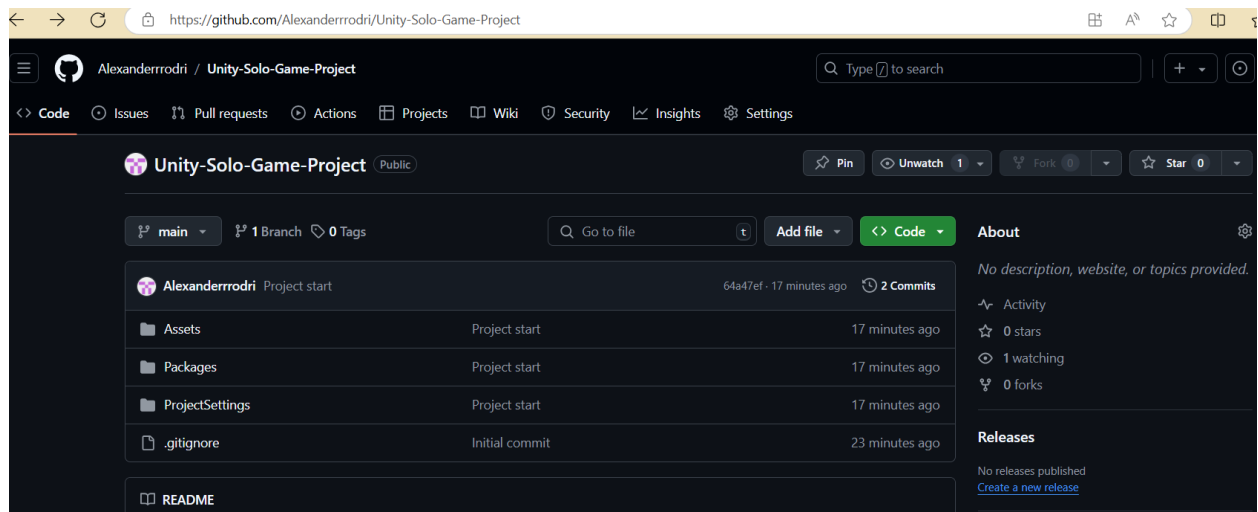 https://github.com/Alexanderrrodri/Unity-Solo-Game-Project
Alexanderrrodri / Unity-Solo-Game-Project
Type / to search
Code Issues Pull requests Actions Projects Wiki Security Insights Settings
Unity-Solo-Game-Project Public
Pin Unwatch 1 Fork 0 Star 0
main 1 Branch 0 Tags Go to file t Add file Code
About
No description, website, or topics provided.
Alexanderrrodri Project start 64a47ef · 17 minutes ago 2 Commits
Assets Project start 17 minutes ago
Packages Project start 17 minutes ago
ProjectSettings Project start 17 minutes ago
.gitignore Initial commit 23 minutes ago
README
Activity
0 stars
1 watching
0 forks
Releases
No releases published
Create a new release